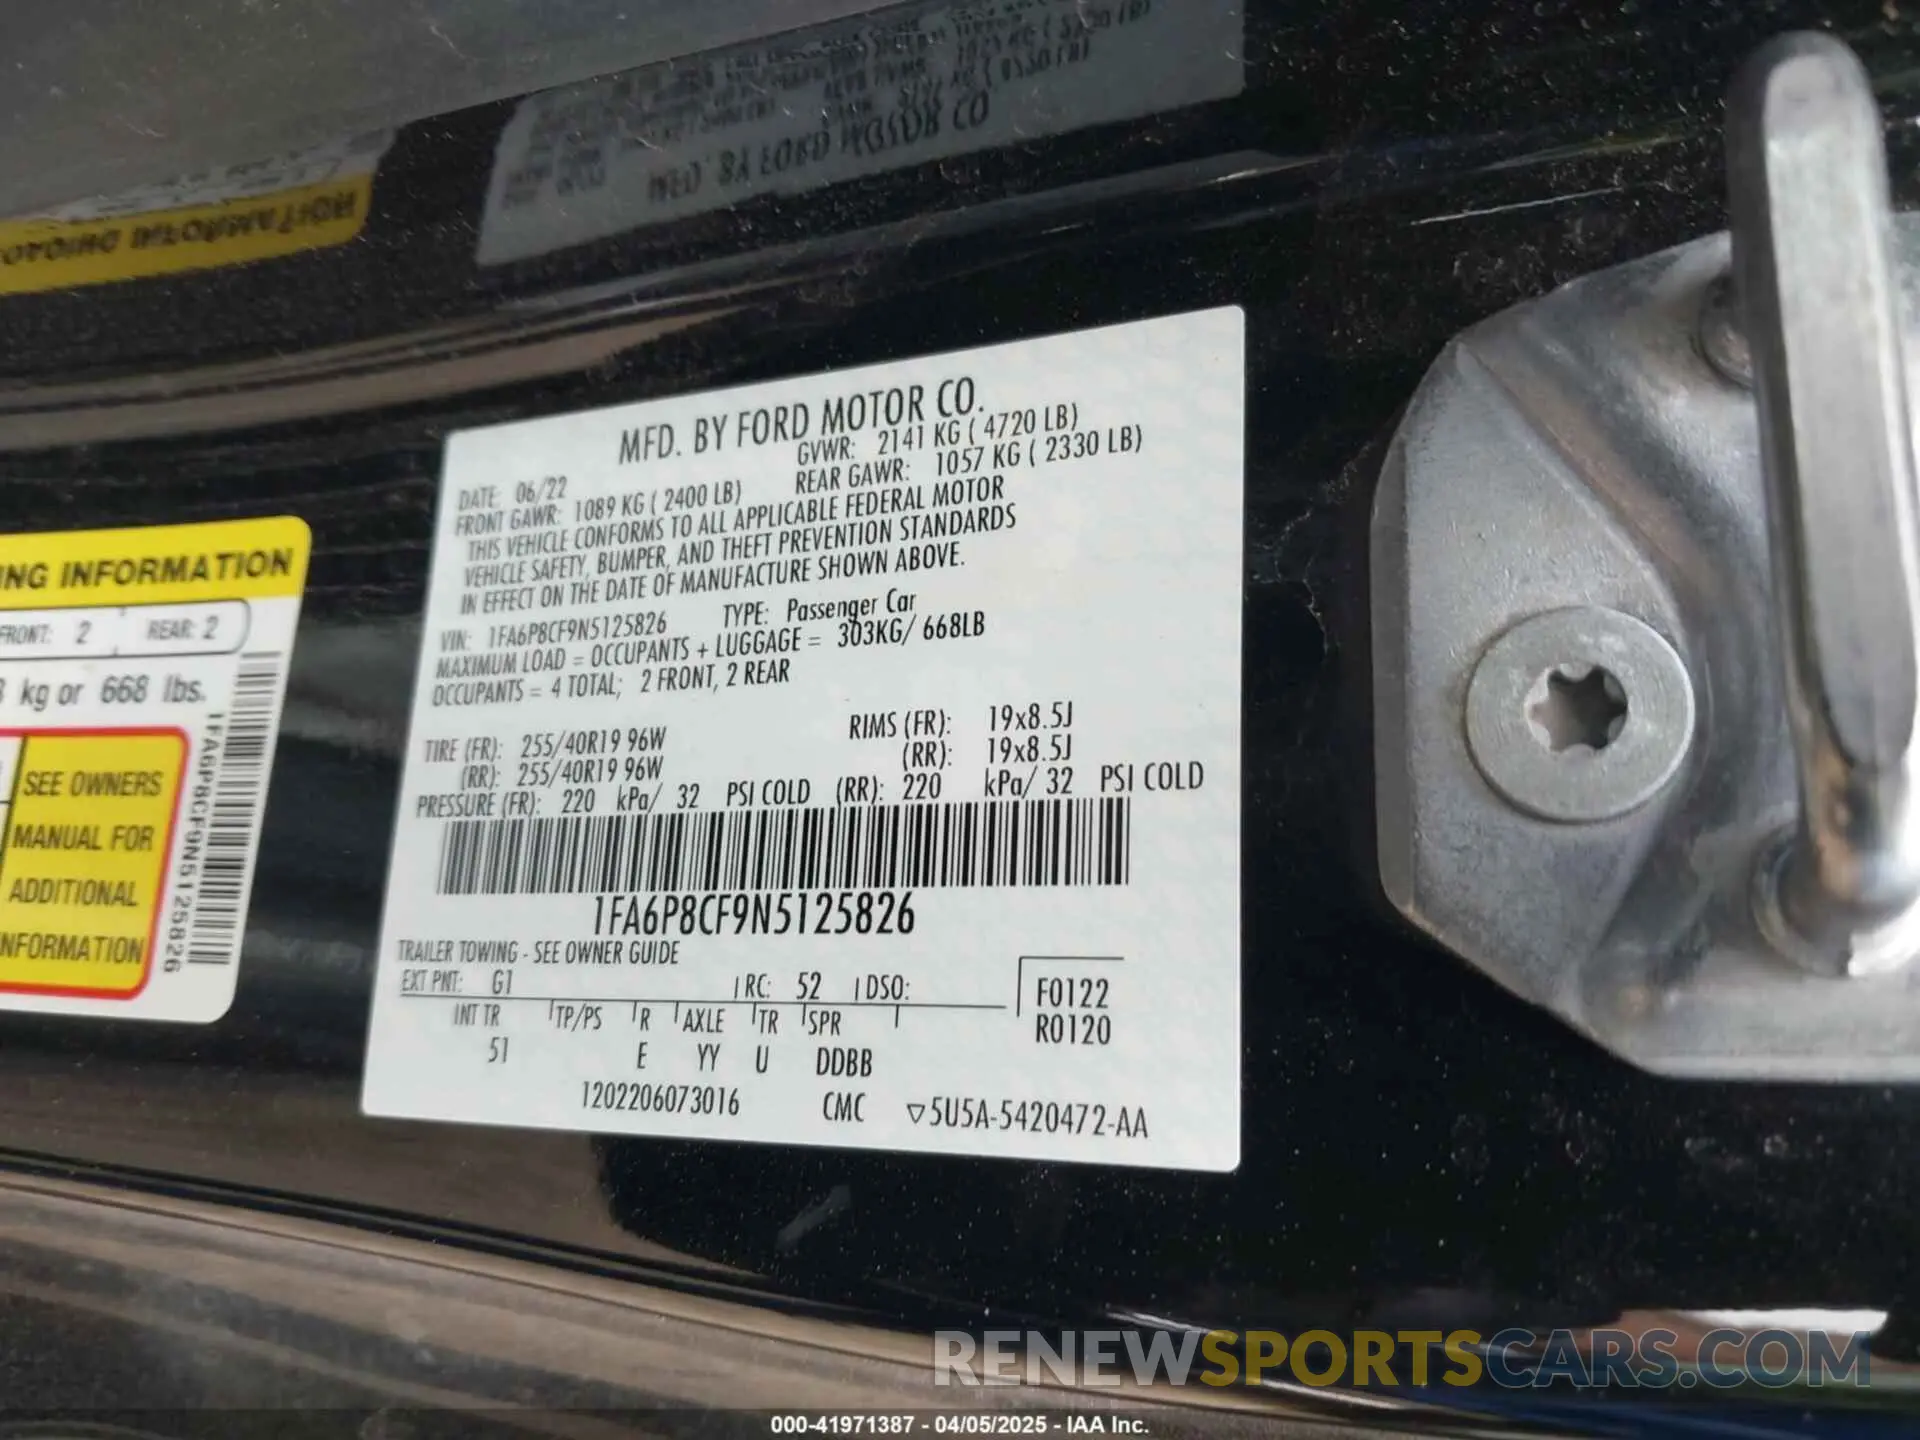 MFD. BY FORD MOTOR CO.
DATE: 06/22 GVWR: 2141 KG ( 4720 LB)
FRONT GAWR: 1089 KG ( 2400 LB) REAR GAWR: 1057 KG ( 2330 LB)
THIS VEHICLE CONFORMS TO ALL APPLICABLE FEDERAL MOTOR
VEHICLE SAFETY, BUMPER, AND THEFT PREVENTION STANDARDS
IN EFFECT ON THE DATE OF MANUFACTURE SHOWN ABOVE.
VIN: 1FA6P8CF9N5125826 TYPE: Passenger Car
MAXIMUM LOAD = OCCUPANTS + LUGGAGE = 303KG/ 668LB
OCCUPANTS = 4 TOTAL; 2 FRONT, 2 REAR
TIRE (FR): 255/40R19 96W RIMS (FR): 19x8.5J
(RR): 255/40R19 96W (RR): 19x8.5J
PRESSURE (FR): 220 kPa/ 32 PSI COLD (RR): 220 kPa/ 32 PSI COLD
1FA6P8CF9N5125826
TRAILER TOWING - SEE OWNER GUIDE
EXT PNT: G1 RC: 52 DSO:
INT TR TP/PS R AXLE TR SPR
51 E YY U DDBB
F0122
R0120
1202206073016 CMC ▽5U5A-5420472-AA
INFORMATION
FRONT: 2 REAR: 2
kg or 668 lbs.
SEE OWNERS
MANUAL FOR
ADDITIONAL
INFORMATION
1FA6P8CF9N5125826
RENEWSPORTSCARS.COM
000-41971387 - 04/05/2025 - IAA Inc.